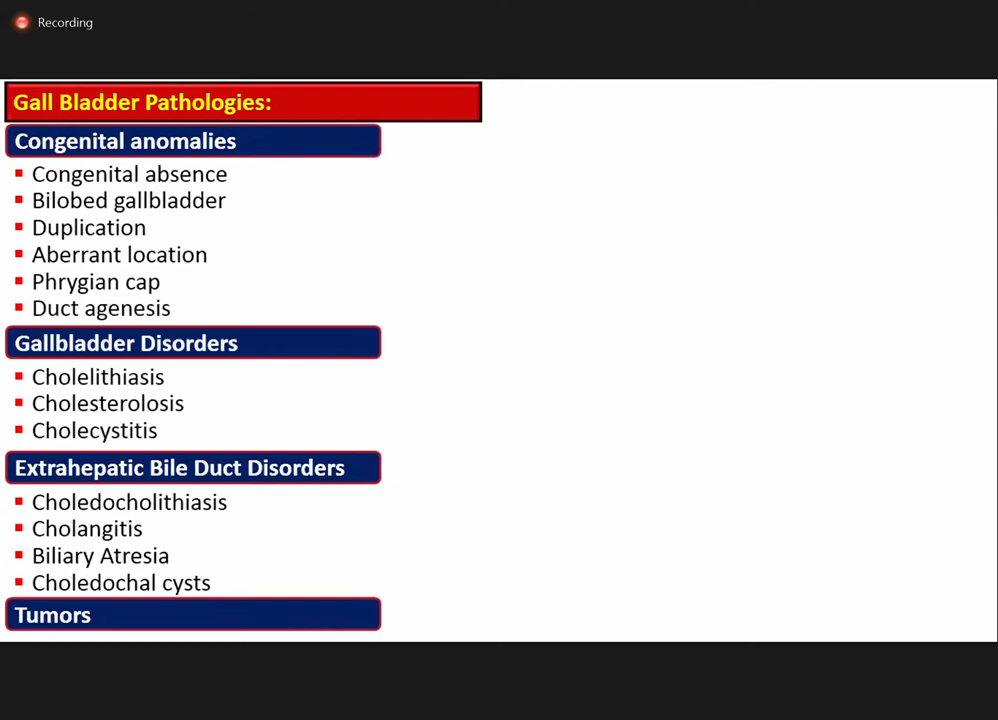 Recording
Gall Bladder Pathologies:
Congenital anomalies
▪ Congenital absence
▪ Bilobed gallbladder
▪ Duplication
▪ Aberrant location
▪ Phrygian cap
▪ Duct agenesis
Gallbladder Disorders
▪ Cholelithiasis
▪ Cholesterolosis
▪ Cholecystitis
Extrahepatic Bile Duct Disorders
▪ Choledocholithiasis
▪ Cholangitis
▪ Biliary Atresia
▪ Choledochal cysts
Tumors